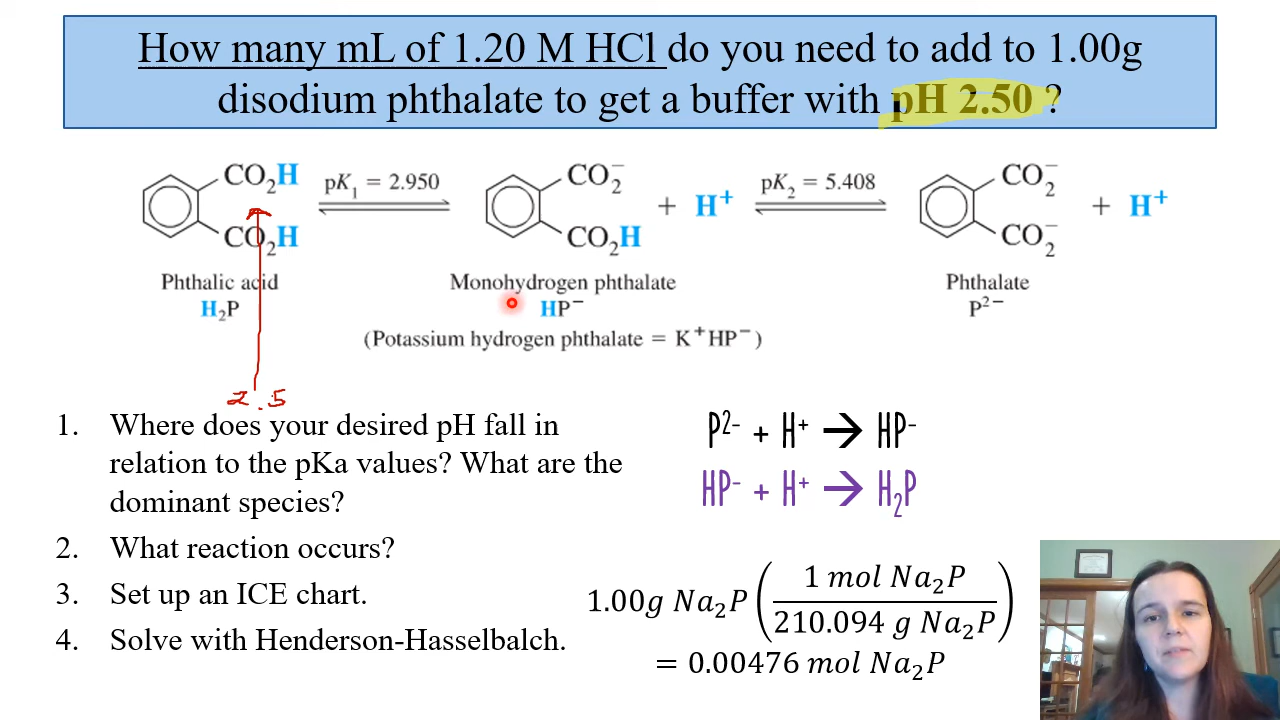 How many mL of 1.20 M HCl do you need to add to 1.00g
disodium phthalate to get a buffer with pH 2.50 ?
CO₂H pK₁ = 2.950 CO₂⁻ + H⁺ pK₂ = 5.408 CO₂⁻ + H⁺
CO₂H CO₂H CO₂⁻
Phthalic acid Monohydrogen phthalate Phthalate
H₂P HP⁻ P²⁻
(Potassium hydrogen phthalate = K⁺HP⁻)
2.5
1. Where does your desired pH fall in
relation to the pKa values? What are the
dominant species?
2. What reaction occurs?
3. Set up an ICE chart.
4. Solve with Henderson-Hasselbalch.
P²⁻ + H⁺ → HP⁻
HP⁻ + H⁺ → H₂P
1.00g Na₂P (1 mol Na₂P / 210.094 g Na₂P)
= 0.00476 mol Na₂P